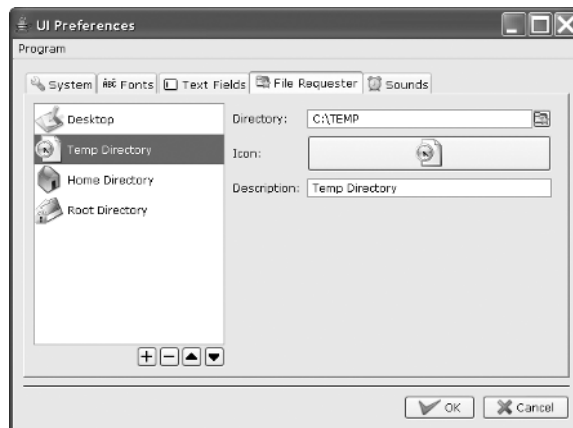 UI Preferences
Program
System
ABC Fonts
Text Fields
File Requester
Sounds
Desktop
Temp Directory
Home Directory
Root Directory
Directory: C:\TEMP
Icon:
Description: Temp Directory
OK
Cancel